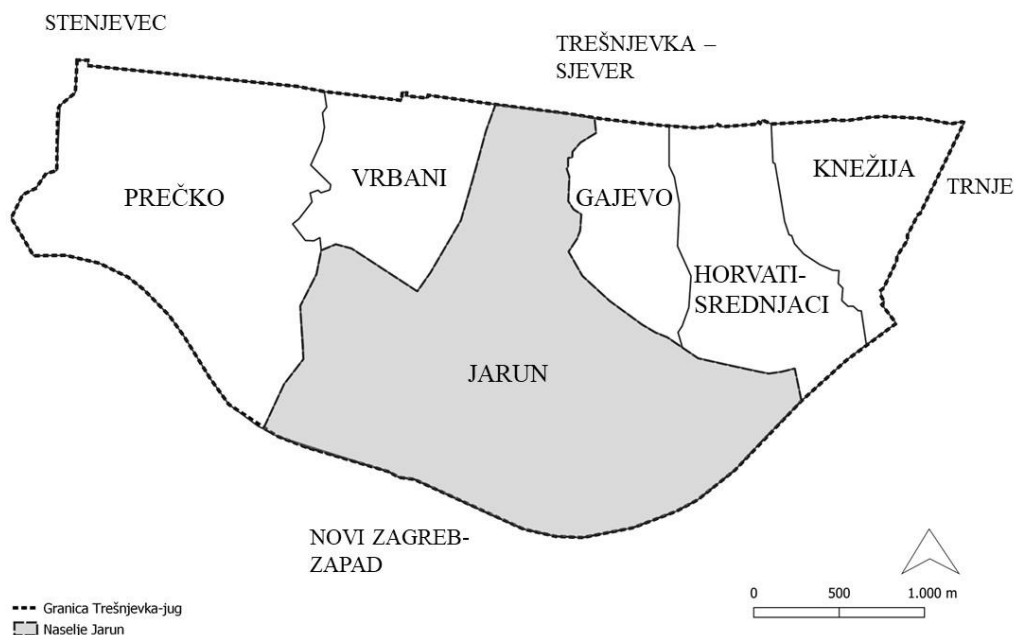 STENJEVEC
TREŠNJEVKA –
SJEVER
PREČKO
VRBANI
GAJEVO
KNEŽIJA
TRNJE
HORVATI-
SREDNJACI
JARUN
NOVI ZAGREB-
ZAPAD
Granica Trešnjevka-jug
Naselje Jarun
0 500 1.000 m